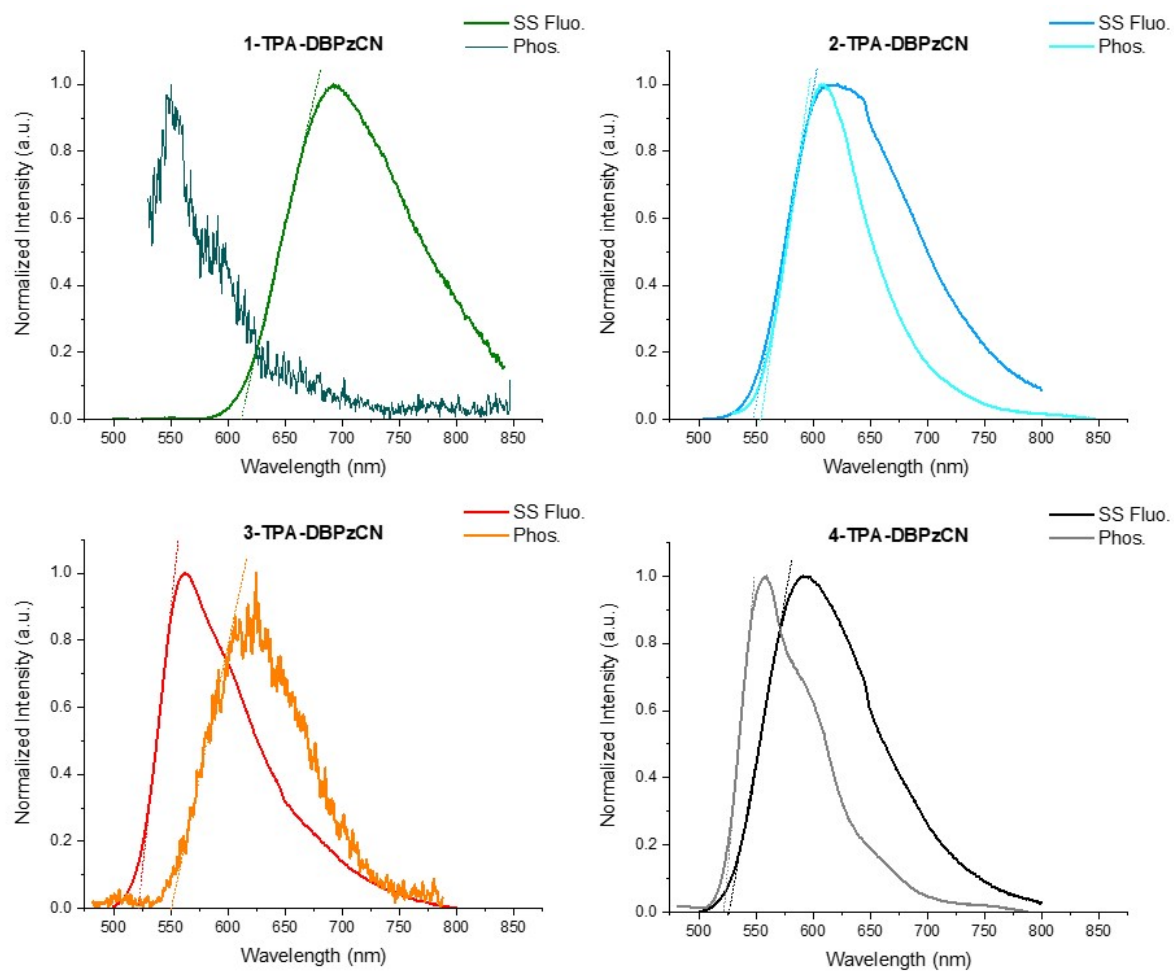 SS Fluo.
Phos.
1-TPA-DBPzCN
1.0
0.8
0.6
0.4
0.2
0.0
Normalized Intensity (a.u.)
500 550 600 650 700 750 800 850
Wavelength (nm)
SS Fluo.
Phos.
2-TPA-DBPzCN
1.0
0.8
0.6
0.4
0.2
0.0
Normalized intensity (a.u.)
500 550 600 650 700 750 800 850
Wavelength (nm)
SS Fluo.
Phos.
3-TPA-DBPzCN
1.0
0.8
0.6
0.4
0.2
0.0
Normalized Intensity (a.u.)
500 550 600 650 700 750 800 850
Wavelength (nm)
SS Fluo.
Phos.
4-TPA-DBPzCN
1.0
0.8
0.6
0.4
0.2
0.0
Normalized Intensity (a.u.)
500 550 600 650 700 750 800 850
Wavelength (nm)